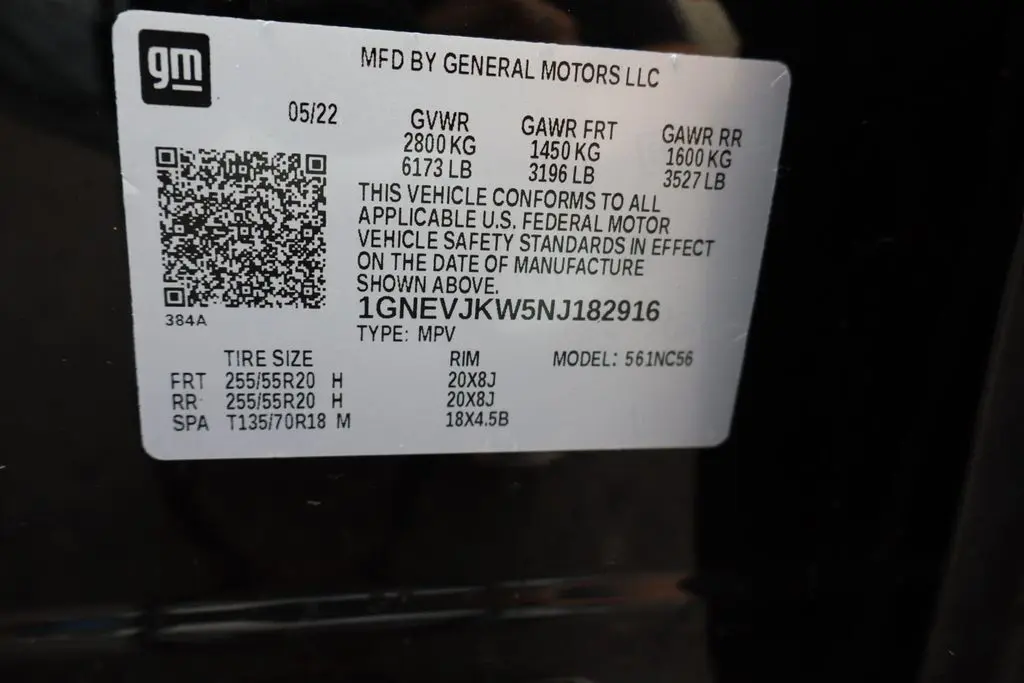 gm
MFD BY GENERAL MOTORS LLC
05/22 GVWR GAWR FRT GAWR RR
2800 KG 1450 KG 1600 KG
6173 LB 3196 LB 3527 LB
THIS VEHICLE CONFORMS TO ALL
APPLICABLE U.S. FEDERAL MOTOR
VEHICLE SAFETY STANDARDS IN EFFECT
ON THE DATE OF MANUFACTURE
SHOWN ABOVE.
384A
1GNEVJKW5NJ182916
TYPE: MPV
TIRE SIZE RIM MODEL: 561NC56
FRT 255/55R20 H 20X8J
RR 255/55R20 H 20X8J
SPA T135/70R18 M 18X4.5B